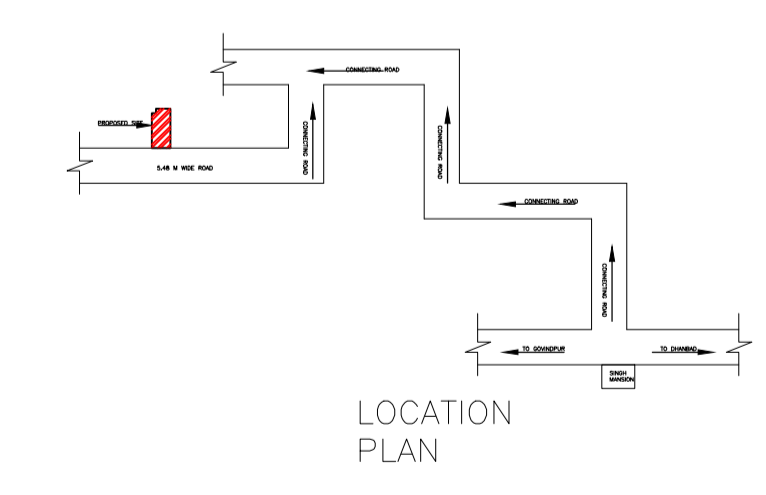 CONNECTING ROAD
PROPOSED SITE
CONNECTING ROAD
CONNECTING ROAD
5.48 M WIDE ROAD
CONNECTING ROAD
CONNECTING ROAD
TO GOVINDPUR
TO DHANBAD
SINGH
MANSION
LOCATION
PLAN